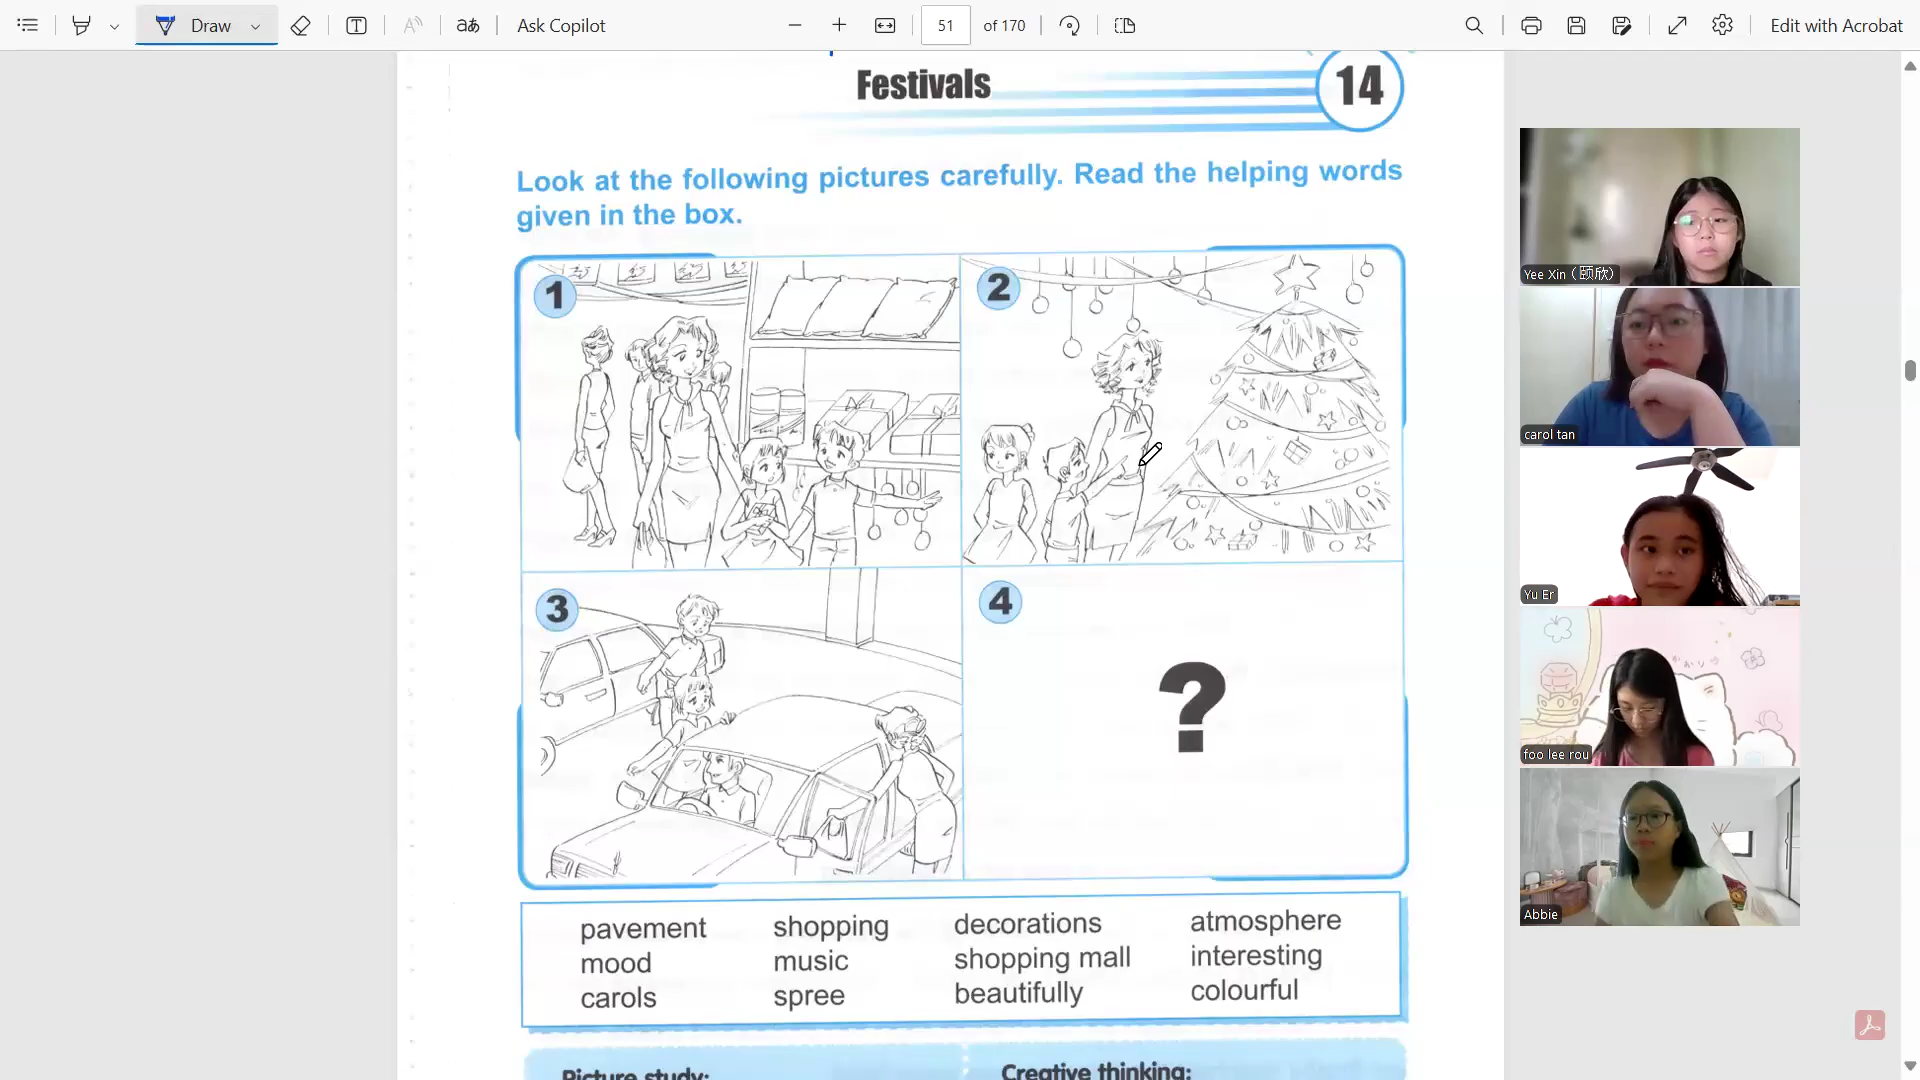 Draw
Ask Copilot
51 of 170
Edit with Acrobat
Festivals
14
Look at the following pictures carefully. Read the helping words
given in the box.
1
2
3
4
?
pavement shopping decorations atmosphere
mood music shopping mall interesting
carols spree beautifully colourful
Picture study:
Creative thinking:
Yee Xin (颐欣)
carol tan
Yu Er
foo lee rou
Abbie